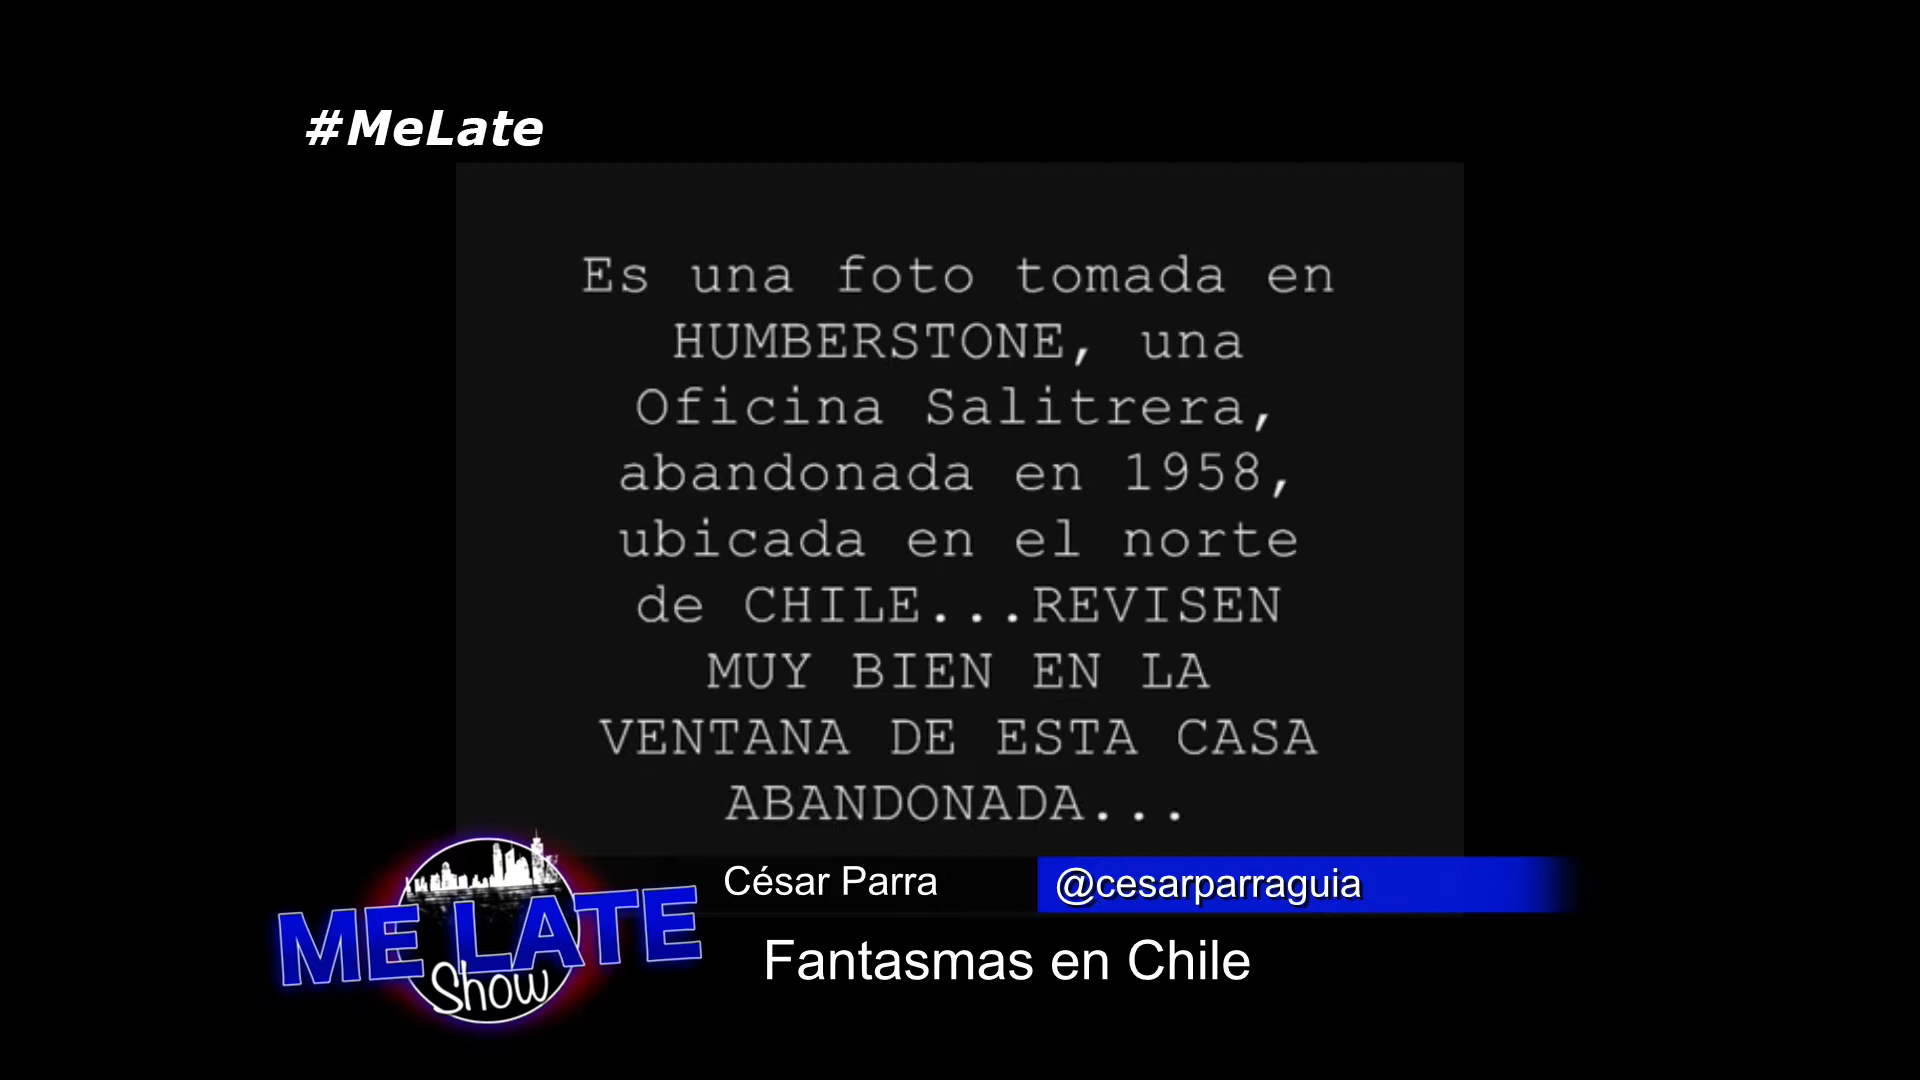 #MeLate
Es una foto tomada en
HUMBERSTONE, una
Oficina Salitrera,
abandonada en 1958,
ubicada en el norte
de CHILE...REVISEN
MUY BIEN EN LA
VENTANA DE ESTA CASA
ABANDONADA...
César Parra
@cesarparraguia
ME LATE
Show
Fantasmas en Chile